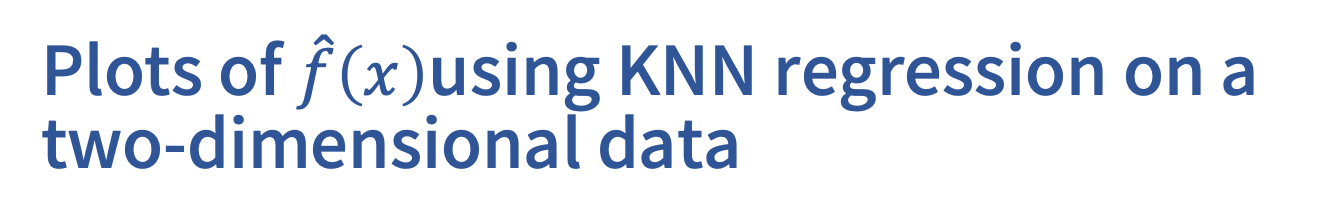 Plots of f̂(x)using KNN regression on a
two-dimensional data